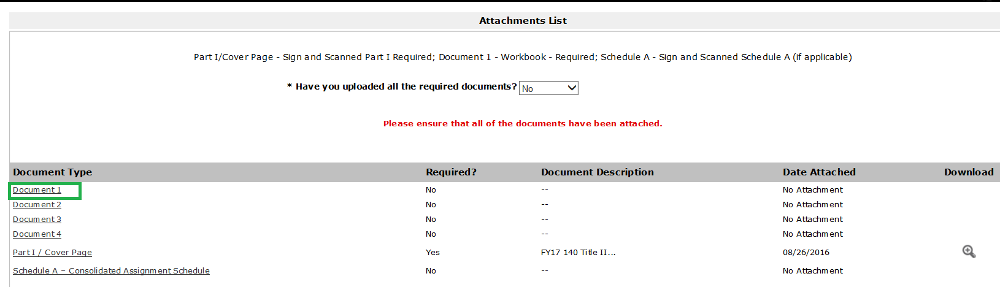 Attachments List
Part I/Cover Page - Sign and Scanned Part I Required; Document 1 - Workbook - Required; Schedule A - Sign and Scanned Schedule A (if applicable)
* Have you uploaded all the required documents? No
Please ensure that all of the documents have been attached.
Document Type Required? Document Description Date Attached Download
Document 1 No -- No Attachment
Document 2 No -- No Attachment
Document 3 No -- No Attachment
Document 4 No -- No Attachment
Part I / Cover Page Yes FY17 140 Title II... 08/26/2016
Schedule A – Consolidated Assignment Schedule No -- No Attachment